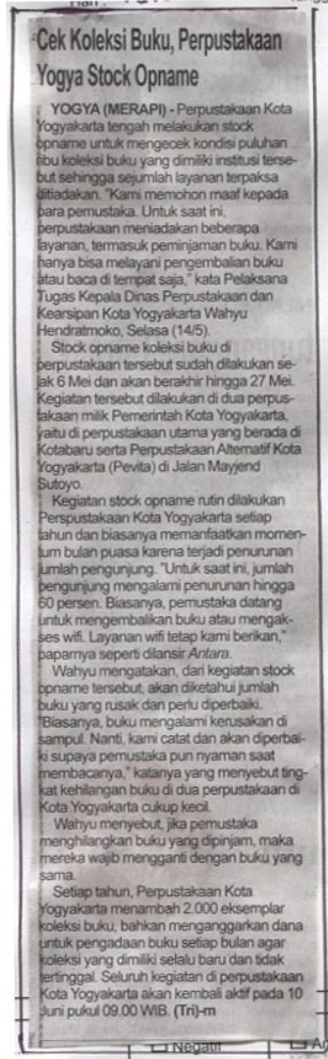 Cek Koleksi Buku, Perpustakaan
Yogya Stock Opname
YOGYA (MERAPI) - Perpustakaan Kota
Yogyakarta tengah melakukan stock
opname untuk mengecek kondisi puluhan
ribu koleksi buku yang dimiliki institusi terse-
but sehingga sejumlah layanan terpaksa
ditiadakan. "Kami memohon maaf kepada
para pemustaka. Untuk saat ini,
perpustakaan meniadakan beberapa
layanan, termasuk peminjaman buku. Kami
hanya bisa melayani pengembalian buku
atau baca di tempat saja," kata Pelaksana
Tugas Kepala Dinas Perpustakaan dan
Kearsipan Kota Yogyakarta Wahyu
Hendratmoko, Selasa (14/5).
Stock opname koleksi buku di
perpustakaan tersebut sudah dilakukan se-
jak 6 Mei dan akan berakhir hingga 27 Mei.
Kegiatan tersebut dilakukan di dua perpus-
takaan milik Pemerintah Kota Yogyakarta,
yaitu di perpustakaan utama yang berada di
Kotabaru serta Perpustakaan Alternatif Kota
Yogyakarta (Pevita) di Jalan Mayjend
Sutoyo.
Kegiatan stock opname rutin dilakukan
Perspustakaan Kota Yogyakarta setiap
tahun dan biasanya memanfaatkan momen-
tum bulan puasa karena terjadi penurunan
jumlah pengunjung. "Untuk saat ini, jumlah
pengunjung mengalami penurunan hingga
60 persen. Biasanya, pemustaka datang
untuk mengembalikan buku atau mengak-
ses wifi. Layanan wifi tetap kami berikan,"
paparnya seperti dilansir Antara.
Wahyu mengatakan, dari kegiatan stock
opname tersebut, akan diketahui jumlah
buku yang rusak dan perlu diperbaiki.
"Biasanya, buku mengalami kerusakan di
sampul. Nanti, kami catat dan akan diperbai-
ki supaya pemustaka pun nyaman saat
membacanya," katanya yang menyebut ting-
kat kehilangan buku di dua perpustakaan di
Kota Yogyakarta cukup kecil.
Wahyu menyebut, jika pemustaka
menghilangkan buku yang dipinjam, maka
mereka wajib mengganti dengan buku yang
sama.
Setiap tahun, Perpustakaan Kota
Yogyakarta menambah 2.000 eksemplar
koleksi buku, bahkan menganggarkan dana
untuk pengadaan buku setiap bulan agar
koleksi yang dimiliki selalu baru dan tidak
tertinggal. Seluruh kegiatan di perpustakaan
Kota Yogyakarta akan kembali aktif pada 10
Juni pukul 09.00 WIB. (Tri)-m
Negatif